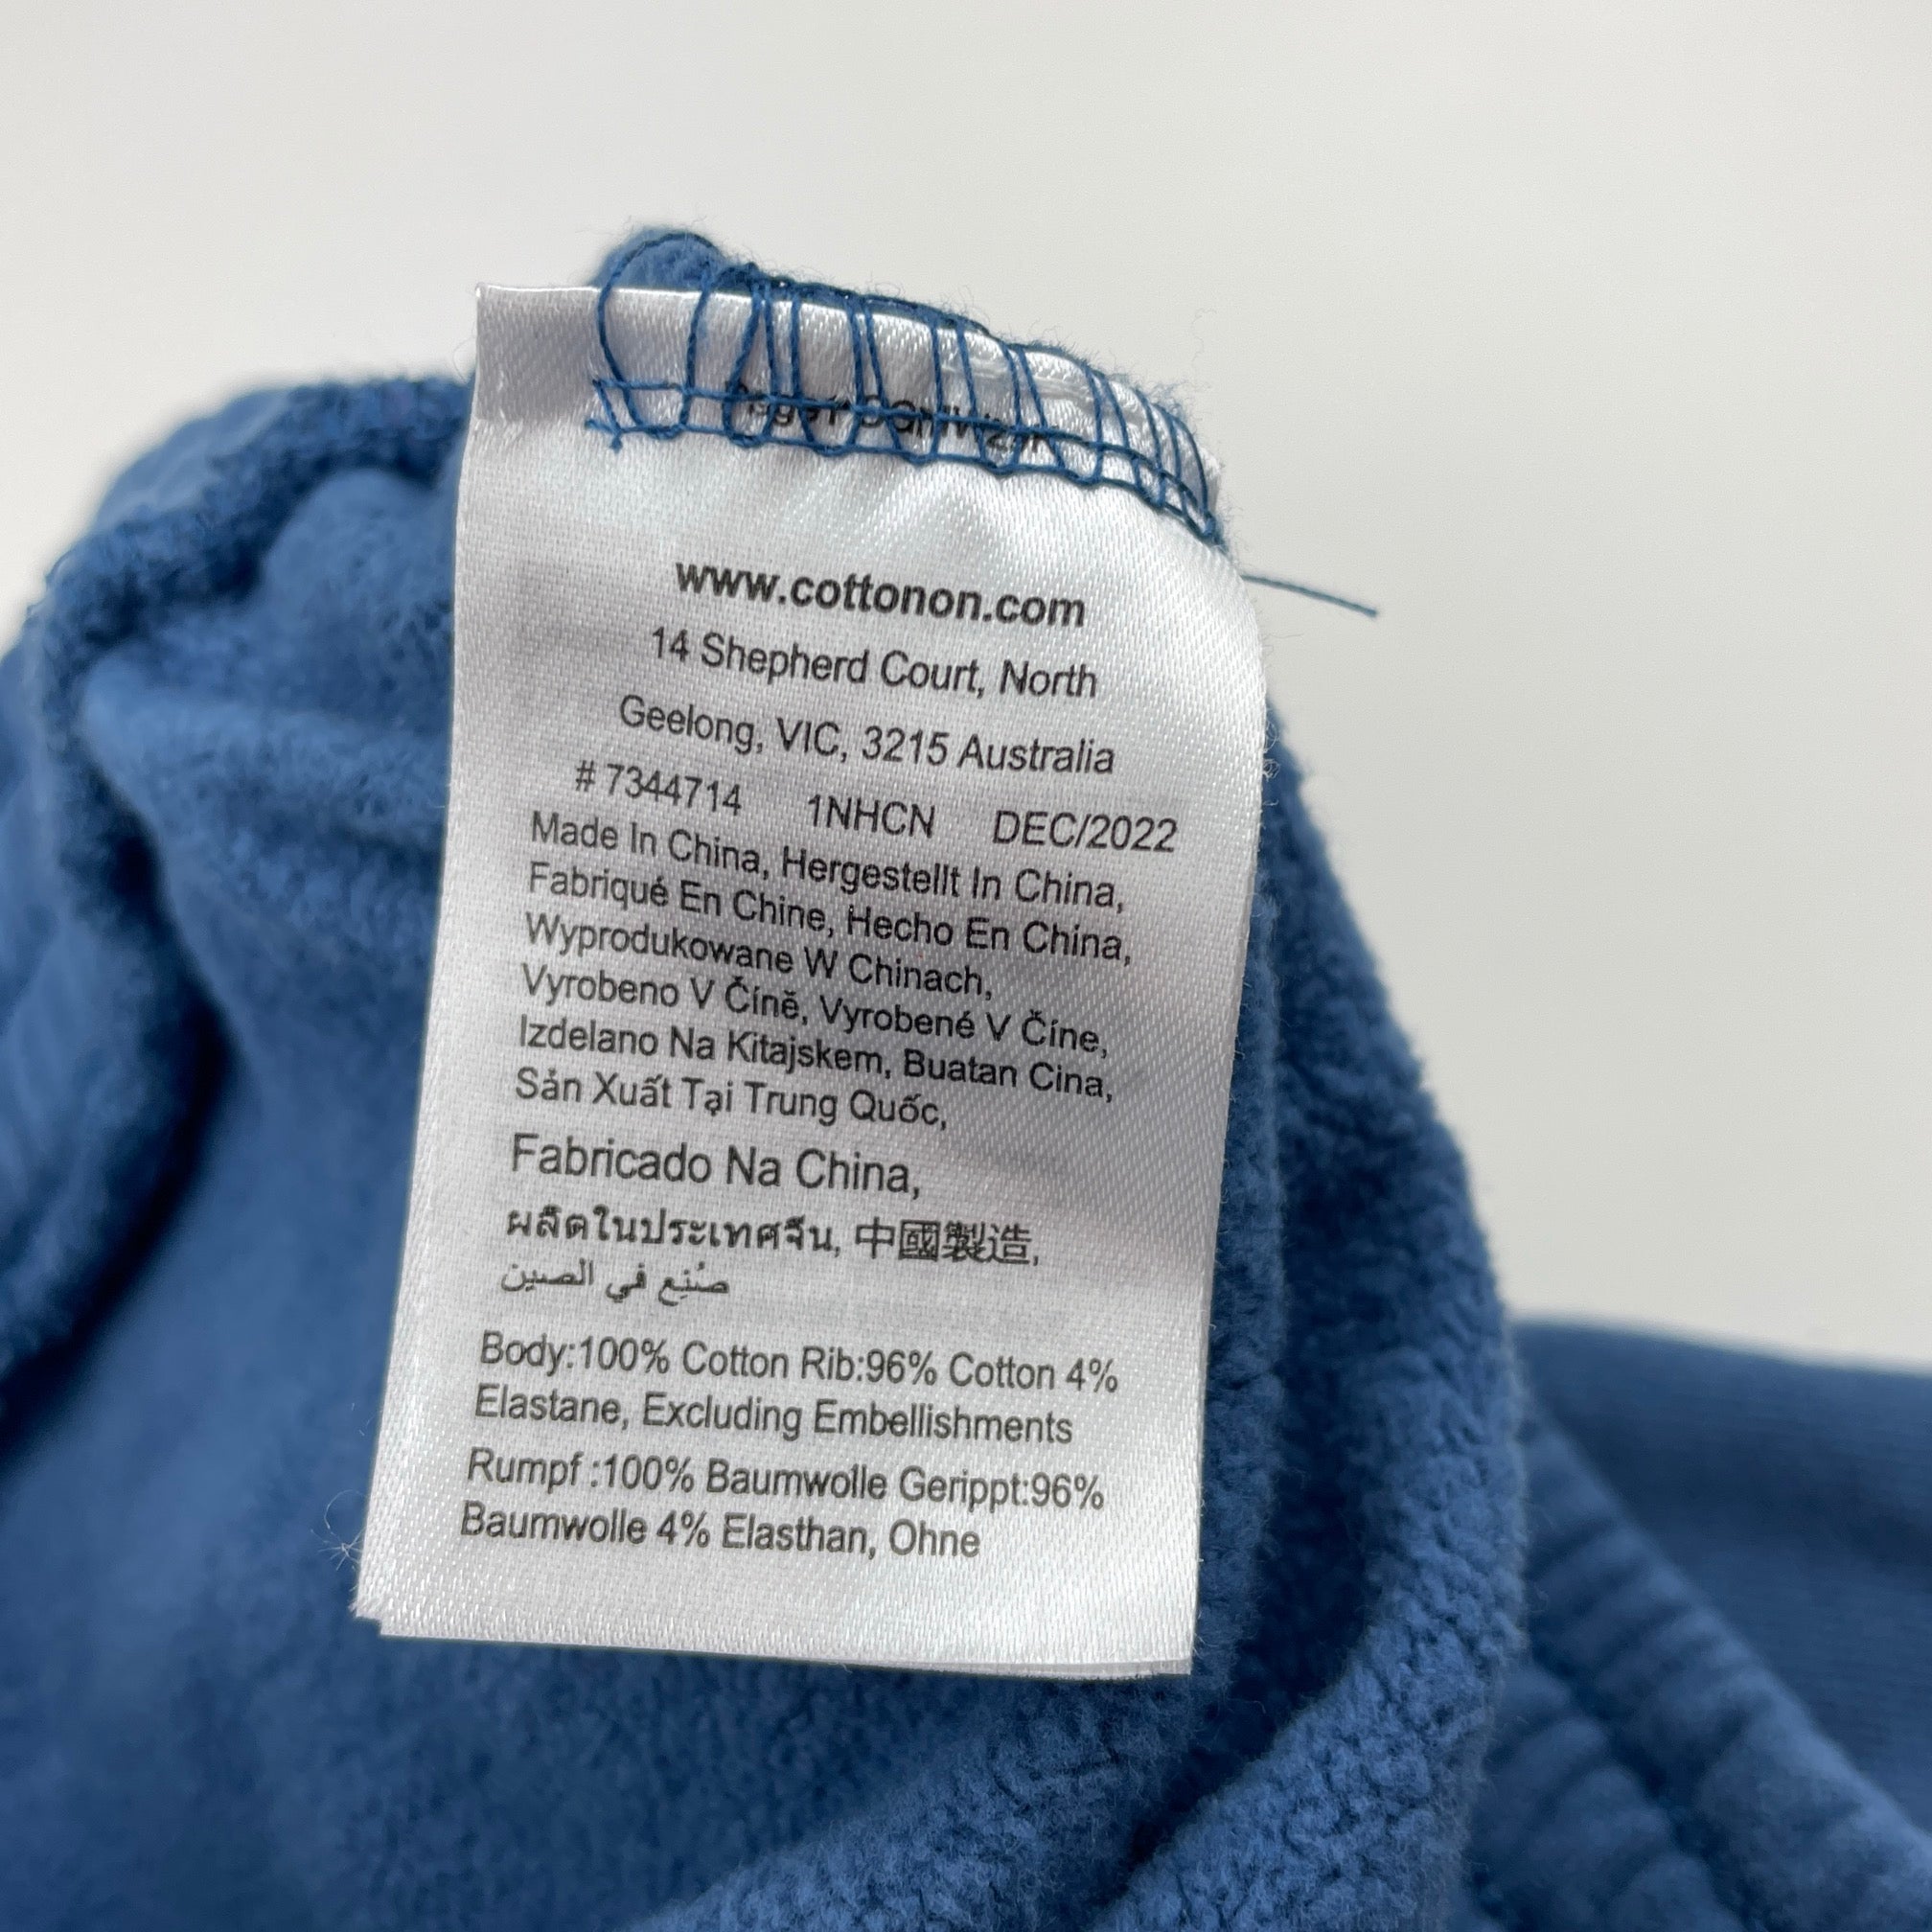 www.cottonon.com
14 Shepherd Court, North
Geelong, VIC, 3215 Australia
# 7344714 1NHCN DEC/2022
Made In China, Hergestellt In China,
Fabriqué En Chine, Hecho En China,
Wyprodukowane W Chinach,
Vyrobeno V Číně, Vyrobené V Číne,
Izdelano Na Kitajskem, Buatan Cina,
Sản Xuất Tại Trung Quốc,
Fabricado Na China,
ผลิตในประเทศจีน, 中國製造,
صُنِع في الصين
Body:100% Cotton Rib:96% Cotton 4%
Elastane, Excluding Embellishments
Rumpf :100% Baumwolle Gerippt:96%
Baumwolle 4% Elasthan, Ohne